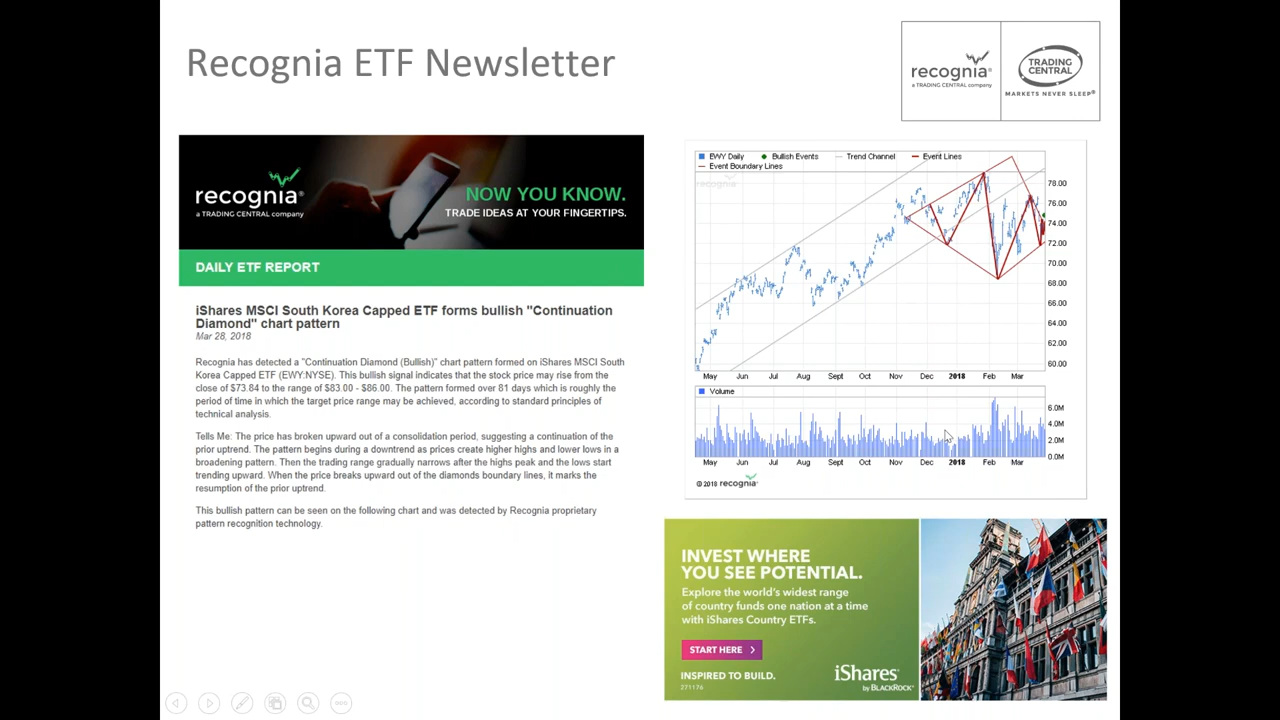 Recognia ETF Newsletter
recognia®
a TRADING CENTRAL company
TRADING
CENTRAL
MARKETS NEVER SLEEP®
recognia®
a TRADING CENTRAL company
NOW YOU KNOW.
TRADE IDEAS AT YOUR FINGERTIPS.
DAILY ETF REPORT
iShares MSCI South Korea Capped ETF forms bullish "Continuation
Diamond" chart pattern
Mar 28, 2018
Recognia has detected a "Continuation Diamond (Bullish)" chart pattern formed on iShares MSCI South
Korea Capped ETF (EWY:NYSE). This bullish signal indicates that the stock price may rise from the
close of $73.84 to the range of $83.00 - $86.00. The pattern formed over 81 days which is roughly the
period of time in which the target price range may be achieved, according to standard principles of
technical analysis.
Tells Me: The price has broken upward out of a consolidation period, suggesting a continuation of the
prior uptrend. The pattern begins during a downtrend as prices create higher highs and lower lows in a
broadening pattern. Then the trading range gradually narrows after the highs peak and the lows start
trending upward. When the price breaks upward out of the diamonds boundary lines, it marks the
resumption of the prior uptrend.
This bullish pattern can be seen on the following chart and was detected by Recognia proprietary
pattern recognition technology.
EWY Daily Bullish Events Trend Channel Event Lines
Event Boundary Lines
recognia
78.00
76.00
74.00
72.00
70.00
68.00
66.00
64.00
62.00
60.00
May Jun Jul Aug Sept Oct Nov Dec 2018 Feb Mar
Volume
6.0M
4.0M
2.0M
0.0M
May Jun Jul Aug Sept Oct Nov Dec 2018 Feb Mar
© 2018 recognia®
INVEST WHERE
YOU SEE POTENTIAL.
Explore the world's widest range
of country funds one nation at a time
with iShares Country ETFs.
START HERE >
INSPIRED TO BUILD.
271176
iShares®
by BLACKROCK®